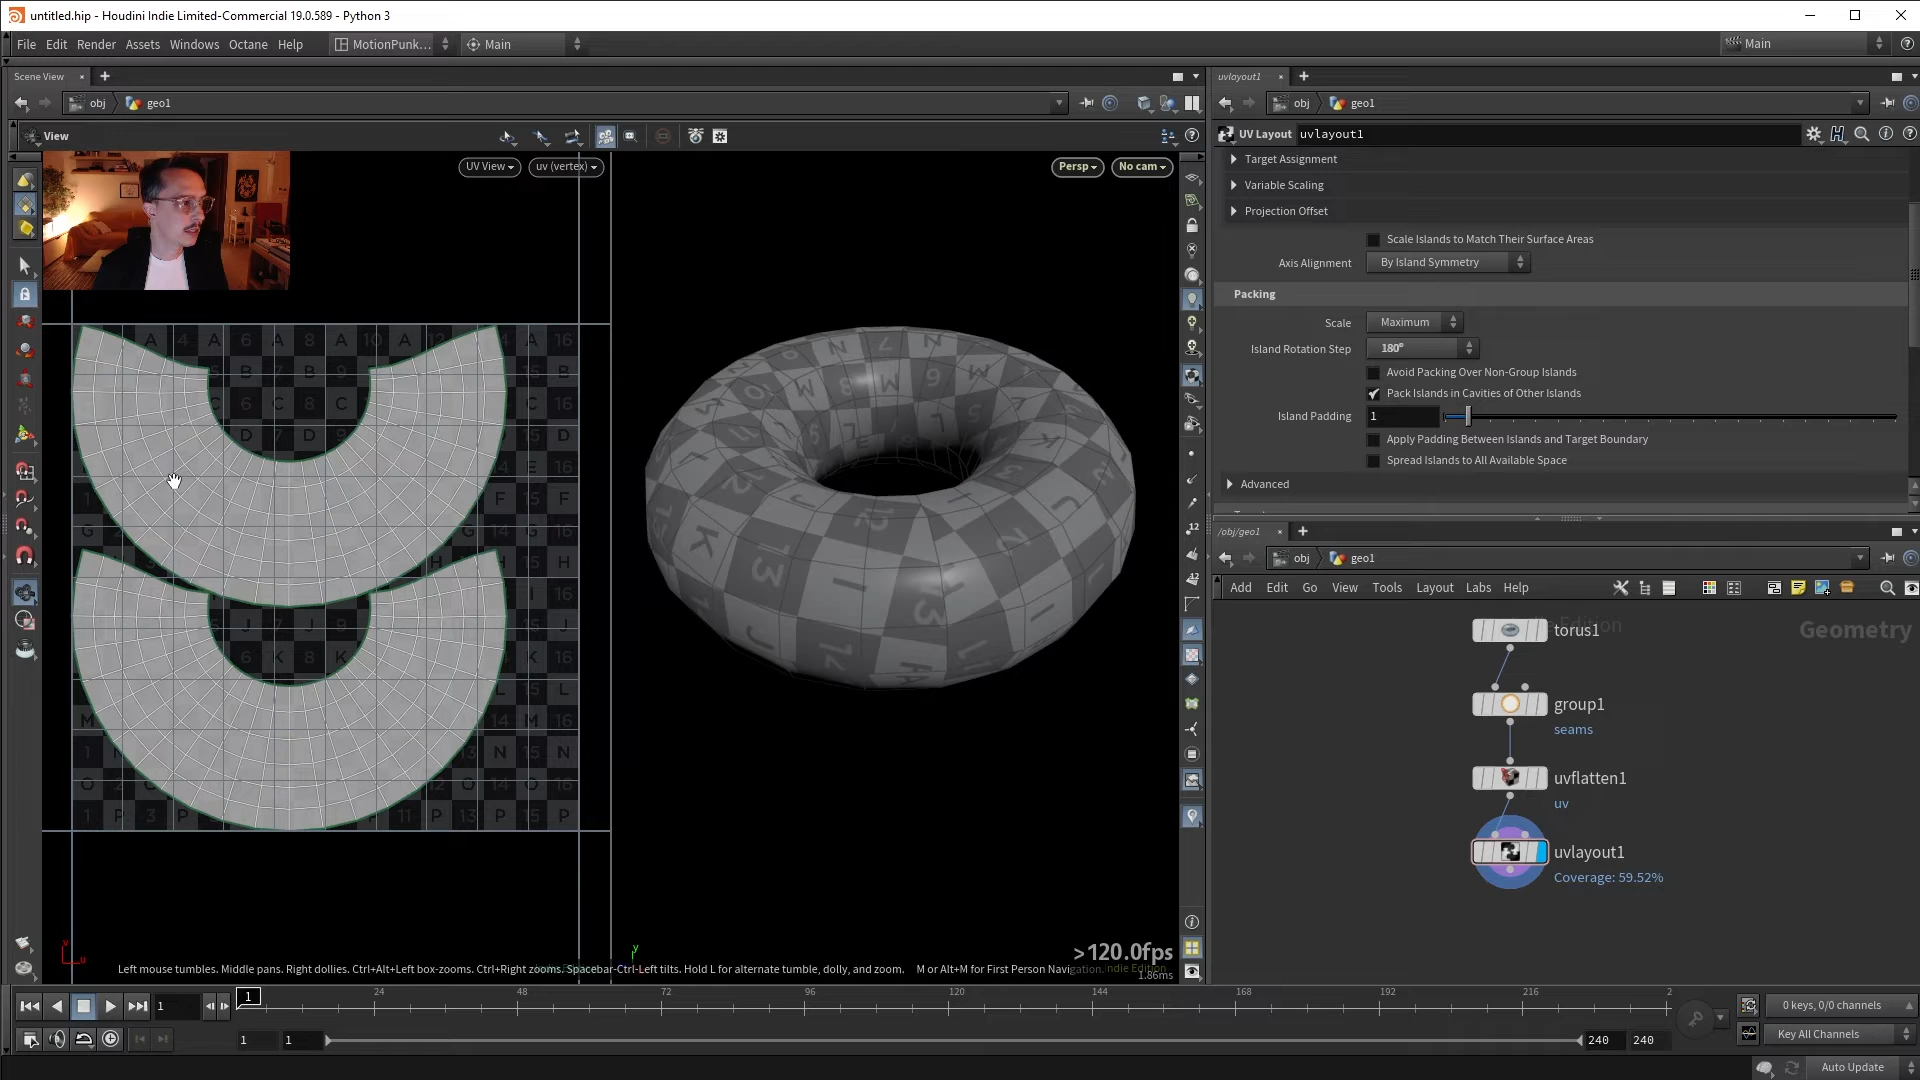 untitled.hip - Houdini Indie Limited-Commercial 19.0.589 - Python 3
File Edit Render Assets Windows Octane Help MotionPunk... Main Main
Scene View
obj geo1
View
UV View uv (vertex) Persp No cam
Left mouse tumbles. Middle pans. Right dollies. Ctrl+Alt+Left box-zooms. Ctrl+Right zooms. Spacebar-Ctrl-Left tilts. Hold L for alternate tumble, dolly, and zoom. M or Alt+M for First Person Navigation.
>120.0fps
1.86ms
uvlayout1
obj geo1
UV Layout uvlayout1
Target Assignment
Variable Scaling
Projection Offset
Scale Islands to Match Their Surface Areas
Axis Alignment By Island Symmetry
Packing
Scale Maximum
Island Rotation Step 180°
Avoid Packing Over Non-Group Islands
Pack Islands in Cavities of Other Islands
Island Padding 1
Apply Padding Between Islands and Target Boundary
Spread Islands to All Available Space
Advanced
/obj/geo1
obj geo1
Add Edit Go View Tools Layout Labs Help
Geometry
torus1
group1
seams
uvflatten1
uv
uvlayout1
Coverage: 59.52%
1 1 24 48 72 96 120 144 168 192 216 2
0 keys, 0/0 channels
1 1 240 240
Key All Channels
Auto Update